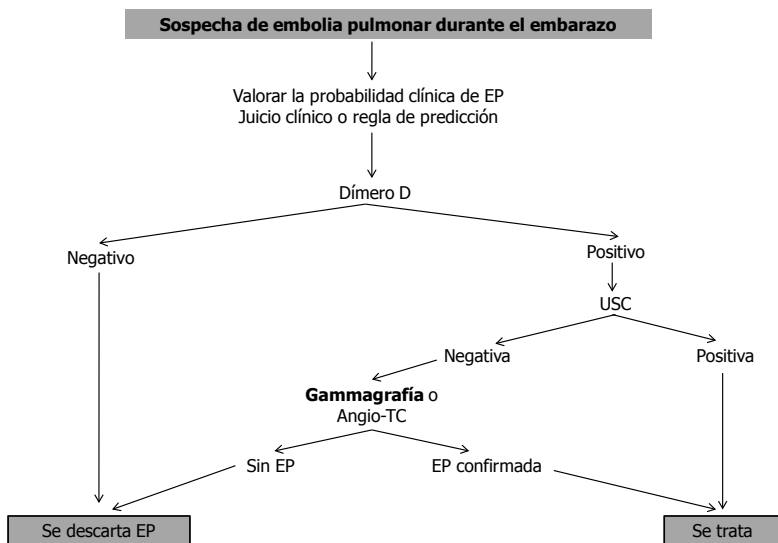 Sospecha de embolia pulmonar durante el embarazo
Valorar la probabilidad clínica de EP
Juicio clínico o regla de predicción
Dímero D
Negativo
Positivo
USC
Negativa
Positiva
Gammagrafía o
Angio-TC
Sin EP
EP confirmada
Se descarta EP
Se trata